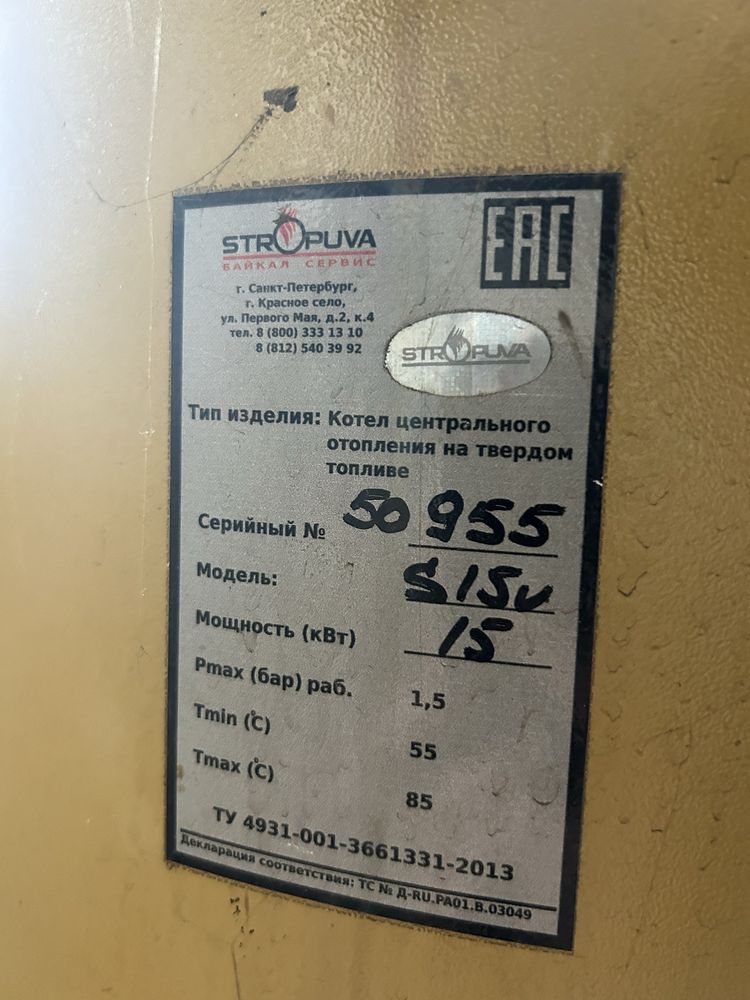 STROPUVA
БАЙКАЛ СЕРВИС
EAC
г. Санкт-Петербург,
г. Красное село,
ул. Первого Мая, д.2, к.4
тел. 8 (800) 333 13 10
8 (812) 540 39 92
STROPUVA
Тип изделия: Котел центрального
отопления на твердом
топливе
Серийный № 50 955
Модель: S15U
Мощность (кВт) 15
Pmax (бар) раб. 1,5
Tmin (°C) 55
Tmax (°C) 85
ТУ 4931-001-3661331-2013
Декларация соответствия: ТС № Д-RU.РА01.В.03049